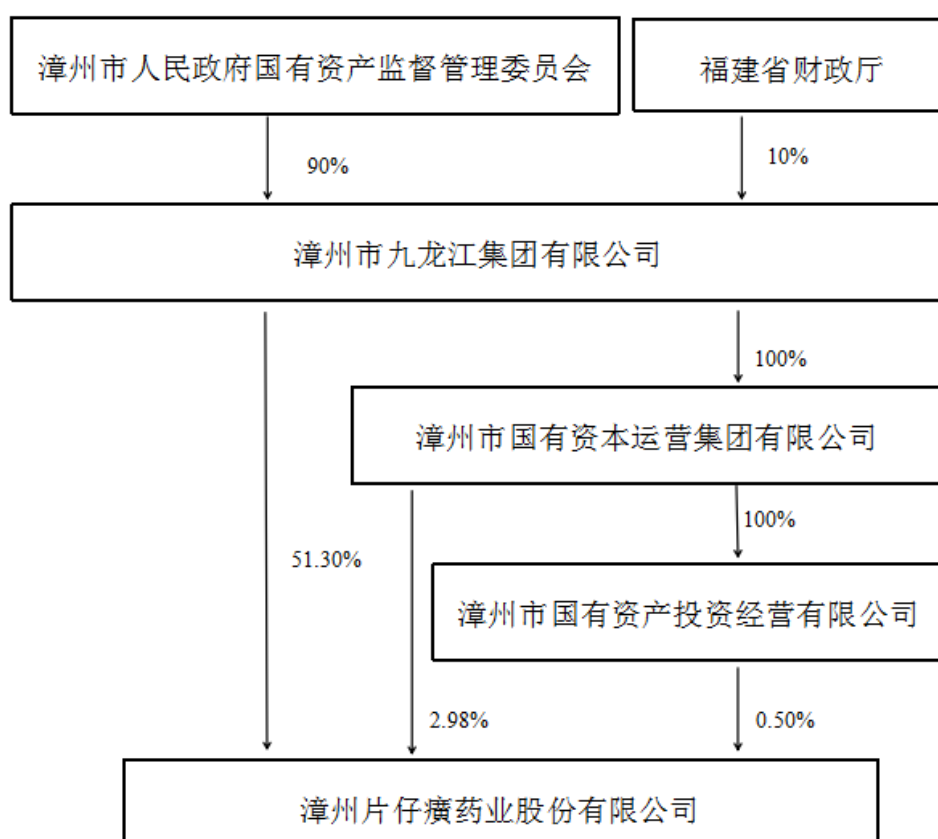 漳州市人民政府国有资产监督管理委员会
福建省财政厅
90%
10%
漳州市九龙江集团有限公司
100%
漳州市国有资本运营集团有限公司
100%
51.30%
漳州市国有资产投资经营有限公司
2.98%
0.50%
漳州片仔癀药业股份有限公司